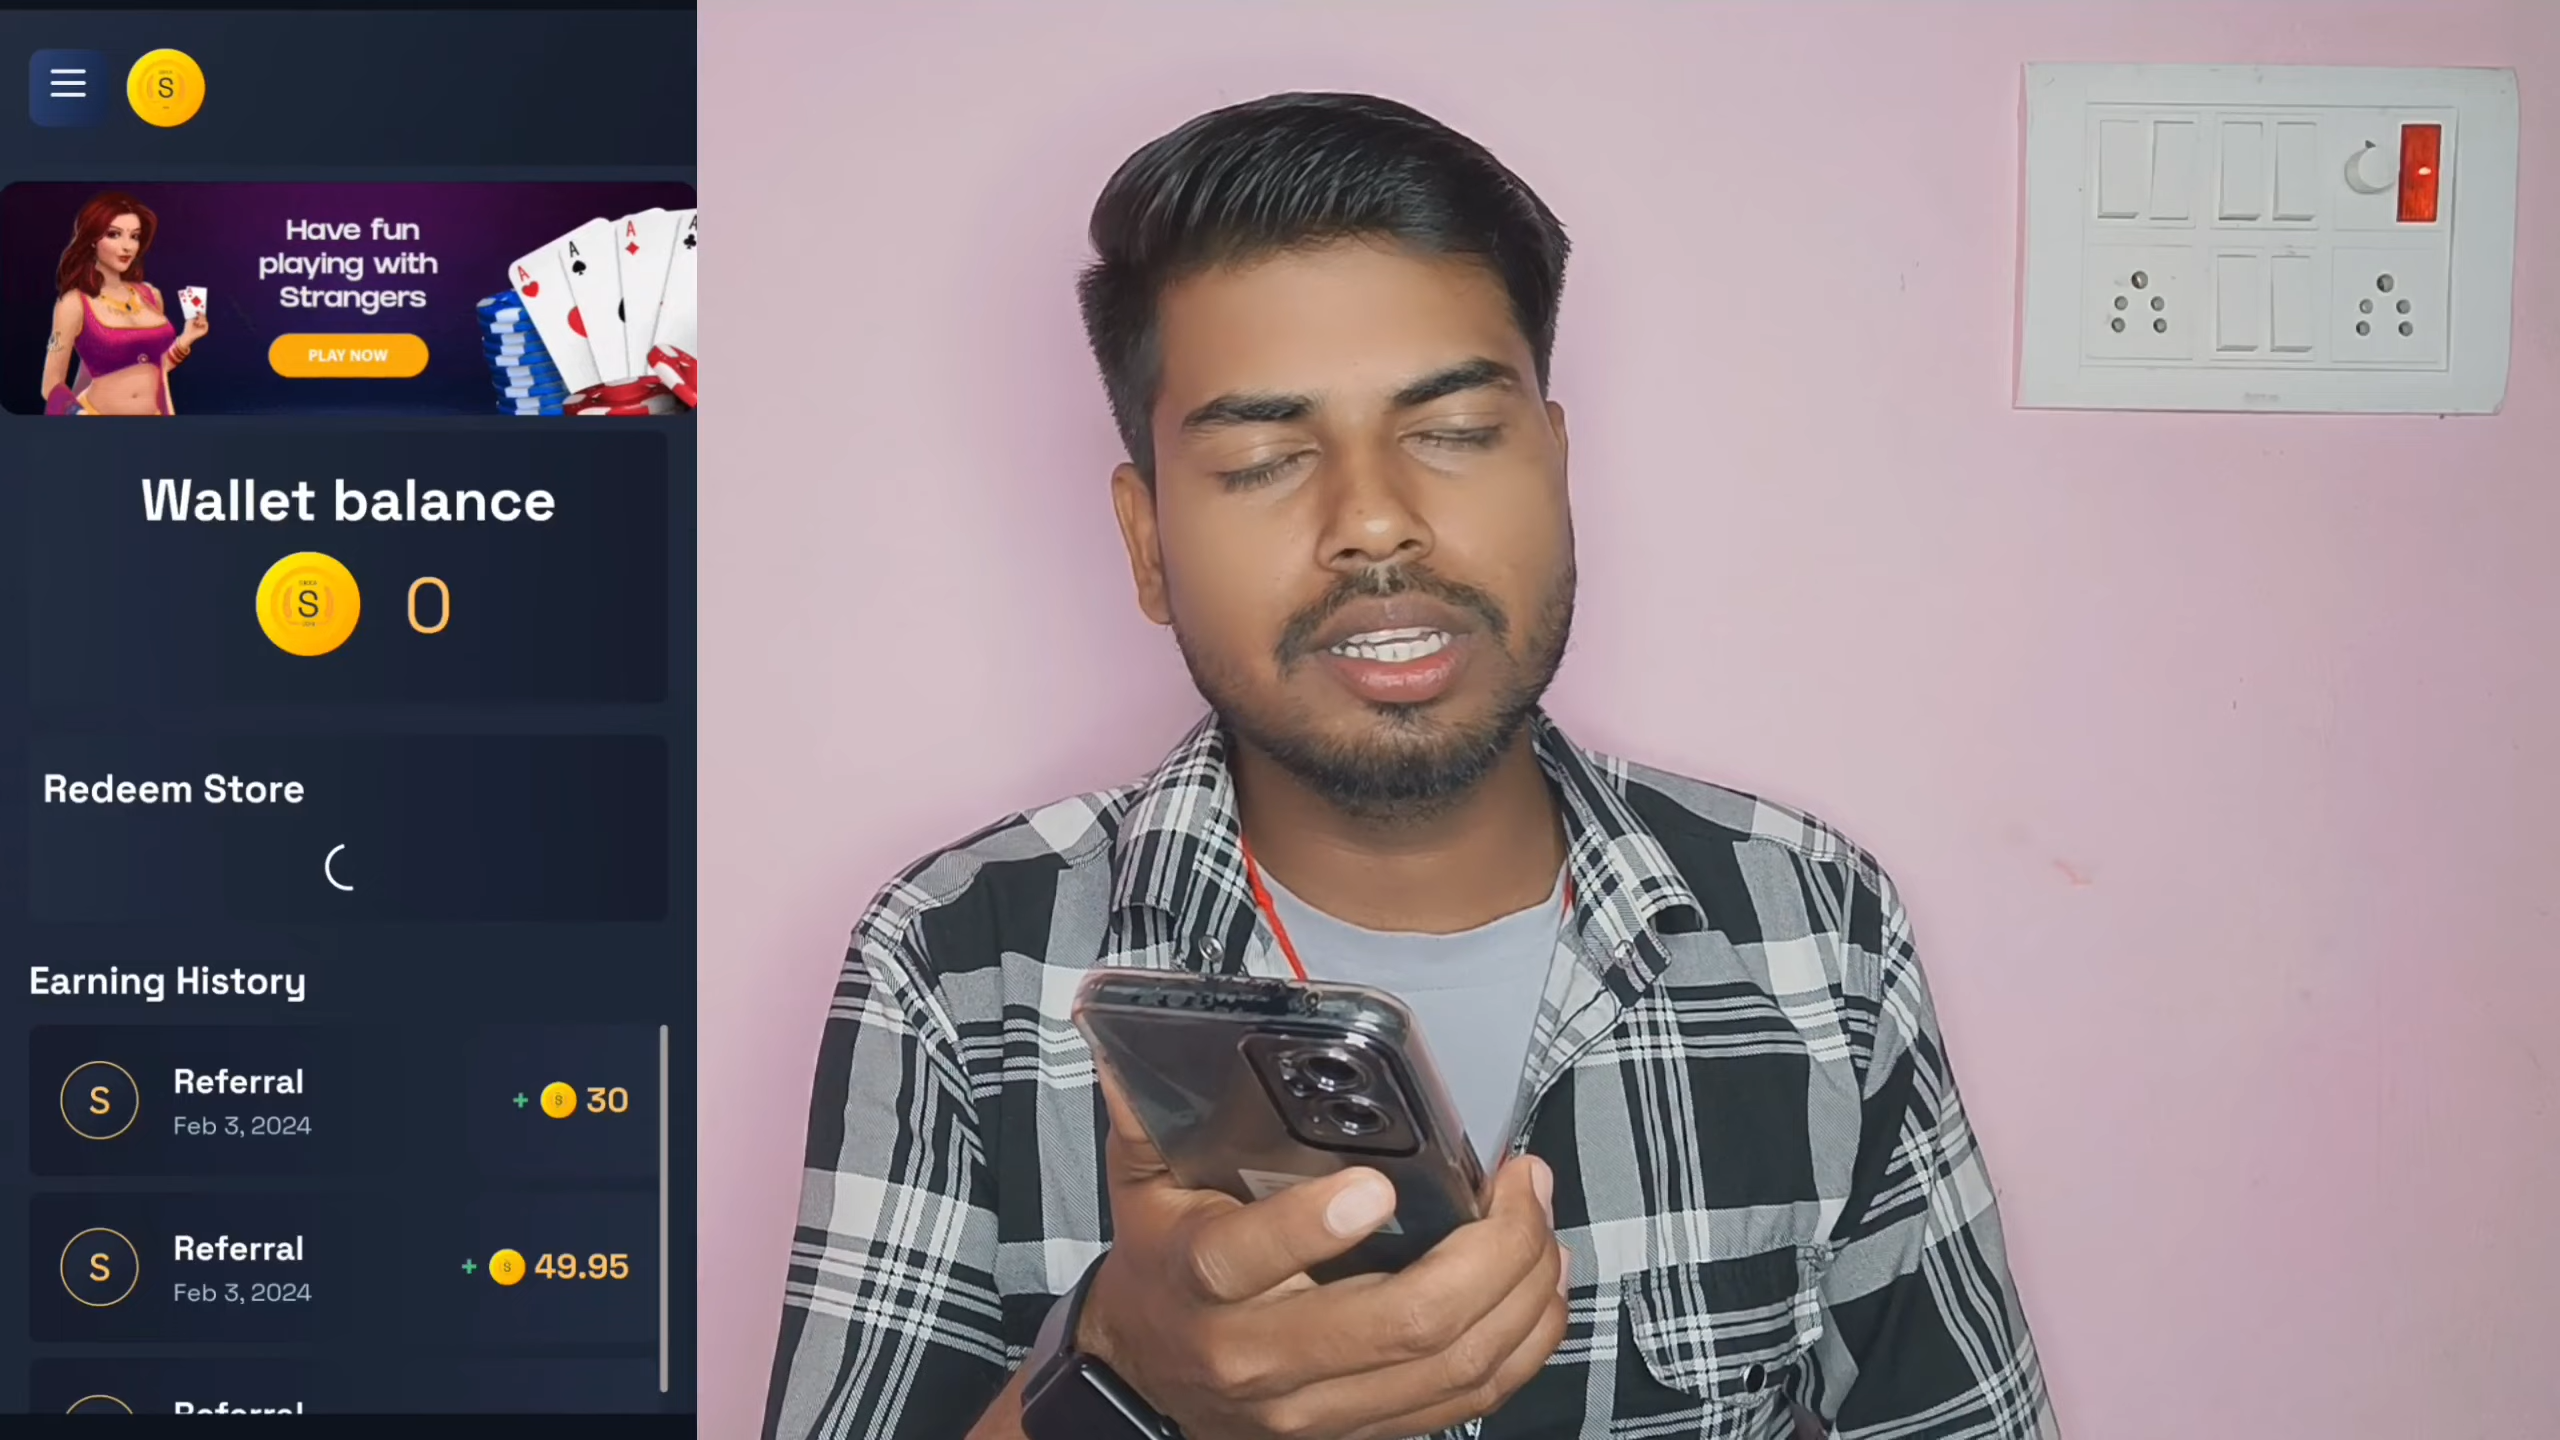 S
Have fun
playing with
Strangers
PLAY NOW
Wallet balance
S 0
Redeem Store
Earning History
S Referral + S 30
Feb 3, 2024
S Referral + S 49.95
Feb 3, 2024
Referral